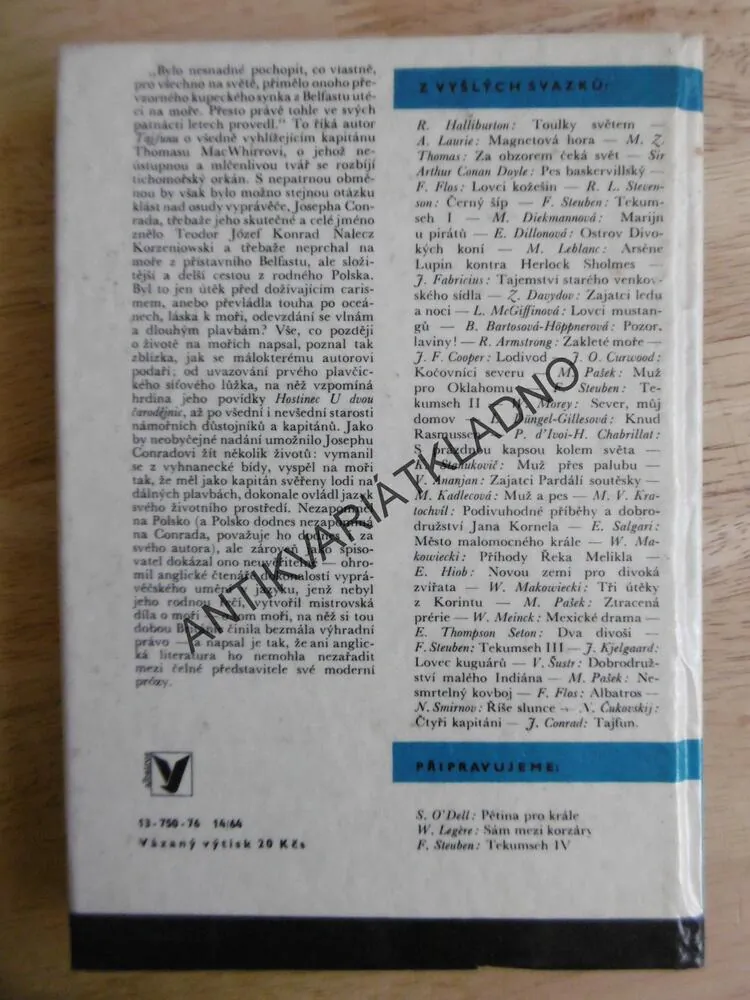 „Bylo nesnadné pochopit, co vlastně,
pro všechno na světě, přimělo onoho pře-
vzorného kupeckého synka z Belfastu uté-
ci na moře. Přesto právě tohle ve svých
patnácti letech provedl.“ To říká autor
Tajfunu o všedně vyhlížejícím kapitánu
Thomasu MacWhirrovi, o jehož ne-
ústupnou a mlčenlivou tvář se rozbíjí
tichomořský orkán. S nepatrnou obmě-
nou by však bylo možno stejnou otázku
klást nad osudy vypravěče, Josepha Con-
rada, třebaže jeho skutečné a celé jméno
znělo Teodor Józef Konrad Nalecz
Korzeniowski a třebaže neprchal na
moře z přístavního Belfastu, ale složi-
tější a delší cestou z rodného Polska.
Byl to jen útěk před dožívajícím caris-
mem, anebo převládla touha po oceá-
nech, láska k moři, odevzdání se vlnám
a dlouhým plavbám? Vše, co později
o životě na mořích napsal, poznal tak
zblízka, jak se málokterému autorovi
podaří, od uvazování prvého plavčic-
kého síťového lůžka, na něž vzpomíná
hrdina jeho povídky Hostinec U dvou
čarodějnic, až po všední i nevšední starosti
námořních důstojníků a kapitánů. Jako
by neobyčejné nadání umožnilo Josephu
Conradovi žít několik životů: vymanil
se z vyhnanecké bídy, vyspěl na moři
tak, že měl jako kapitán svěřeny lodi na
dálných plavbách, dokonale ovládl jazyk
svého životního prostředí. Nezapomněl
na Polsko (a Polsko dodnes nezapomíná
na Conrada, považuje ho dodnes za
svého autora), ale zároveň jako spiso-
vatel dokázal ono neuvěřitelné — ohro-
mil anglické čtenáře dokonalostí vyprá-
věčského umění v jazyku, jenž nebyl
jeho rodnou řečí, vytvořil mistrovská
díla o moři a o tom moři, na něž si tou
dobou Británie činila bezmála výhradní
právo — a napsal je tak, že ani anglic-
ká literatura ho nemohla nezařadit
mezi čelné představitele své moderní
prózy.
albatros
13-750-76 14/64
Vázaný výtisk 20 Kčs
Z VYŠLÝCH SVAZKŮ:
R. Halliburton: Toulky světem —
A. Laurie: Magnetová hora — M. Z.
Thomas: Za obzorem čeká svět — Sir
Arthur Conan Doyle: Pes baskervillský —
F. Flos: Lovci kožešin — R. L. Steven-
son: Černý šíp — F. Steuben: Tekum-
seh I — M. Diekmannová: Marijn
u pirátů — E. Dillonová: Ostrov Divo-
kých koní — M. Leblanc: Arsène
Lupin kontra Herlock Sholmes —
J. Fabricius: Tajemství starého venkov-
ského sídla — Z. Davydov: Zajatci ledu
a noci — L. McGiffinová: Lovci mustan-
gů — B. Bartosová-Höppnerová: Pozor,
laviny! — R. Armstrong: Zakleté moře —
J. F. Cooper: Lodivod — J. O. Curwood:
Kočovníci severu — M. Pašek: Muž
pro Oklahomu — F. Steuben: Te-
kumseh II — W. Morey: Sever, můj
domov — Düngel-Gillesová: Knud
Rasmussen — P. d'Ivoi-H. Chabrillat:
S prázdnou kapsou kolem světa —
K. Staňukovič: Muž přes palubu —
V. Ananjan: Zajatci Pardálí soutěsky —
M. Kadlecová: Muž a pes — M. V. Kra-
tochvíl: Podivuhodné příběhy a dobro-
družství Jana Kornela — E. Salgari:
Město malomocného krále — W. Ma-
kowiecki: Příhody Řeka Melikla —
E. Hiob: Novou zemi pro divoká
zvířata — W. Makowiecki: Tři útěky
z Korintu — M. Pašek: Ztracená
prérie — W. Meinck: Mexické drama —
E. Thompson Seton: Dva divoši —
F. Steuben: Tekumseh III — J. Kjelgaard:
Lovec kuguárů — V. Šustr: Dobrodruž-
ství malého Indiána — M. Pašek: Ne-
smrtelný kovboj — F. Flos: Albatros —
N. Smirnov: Říše slunce — N. Čukovskij:
Čtyři kapitáni — J. Conrad: Tajfun.
PŘIPRAVUJEME:
S. O'Dell: Pětina pro krále
W. Legère: Sám mezi korzáry
F. Steuben: Tekumseh IV
ANTIKVARIÁTKLADNO